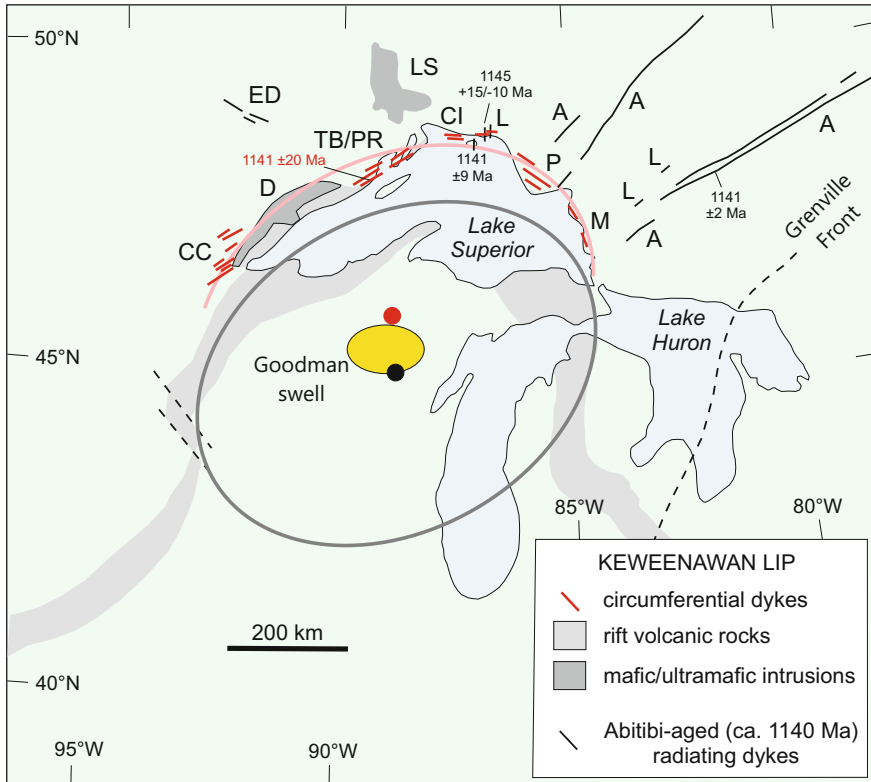 50°N
LS
1145
+15/-10 Ma
ED
CI
L
A
A
A
TB/PR
1141 ±20 Ma
1141
±9 Ma
P
L
L
1141
±2 Ma
D
M
A
CC
Lake
Superior
Grenville
Front
45°N
Lake
Huron
Goodman
swell
85°W
80°W
KEWEENAWAN LIP
circumferential dykes
200 km
rift volcanic rocks
mafic/ultramafic intrusions
40°N
Abitibi-aged (ca. 1140 Ma)
radiating dykes
95°W
90°W